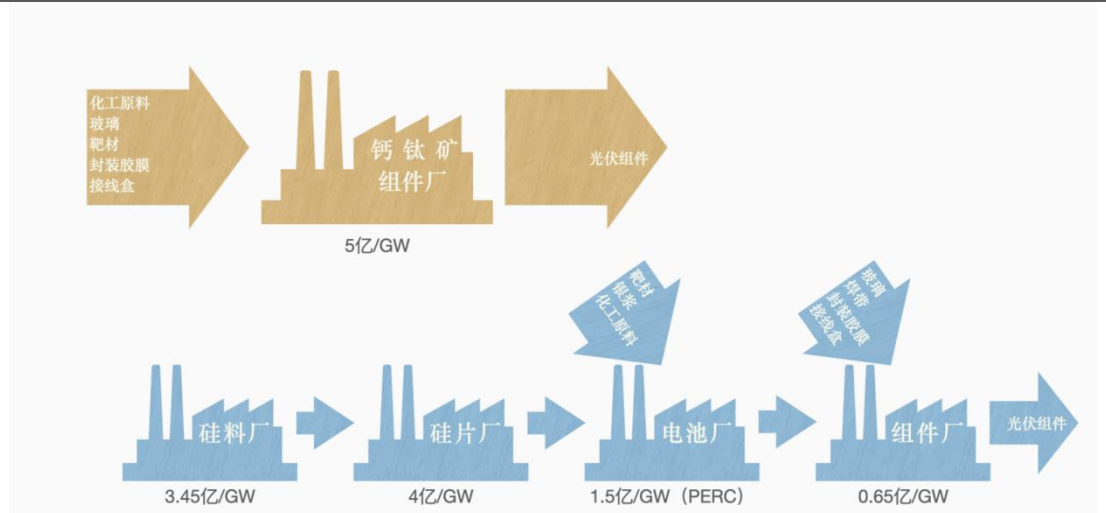 化工原料
玻璃
靶材
封装胶膜
接线盒
钙钛矿
组件厂
光伏组件
5亿/GW
靶材
银浆
化工原料
玻璃
焊带
封装胶膜
接线盒
硅料厂
硅片厂
电池厂
组件厂
光伏组件
3.45亿/GW
4亿/GW
1.5亿/GW（PERC）
0.65亿/GW